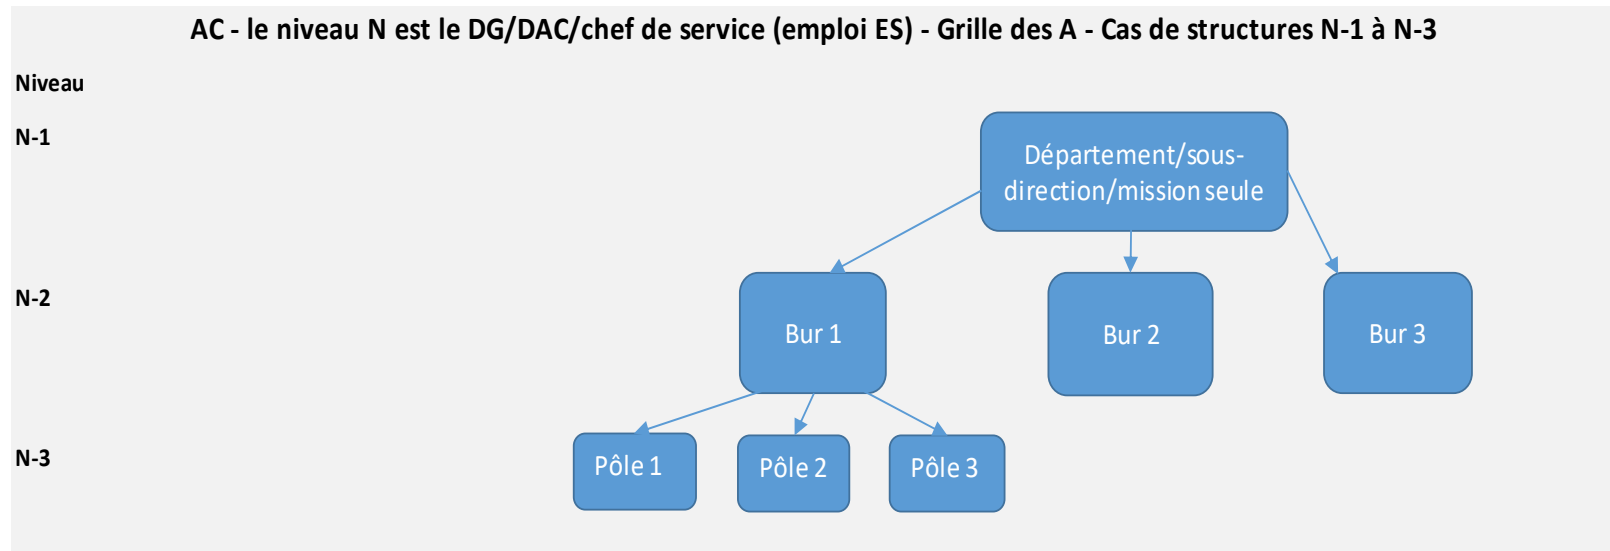 AC - le niveau N est le DG/DAC/chef de service (emploi ES) - Grille des A - Cas de structures N-1 à N-3
Niveau
N-1
Département/sous-
direction/mission seule
N-2
Bur 1
Bur 2
Bur 3
N-3
Pôle 1
Pôle 2
Pôle 3